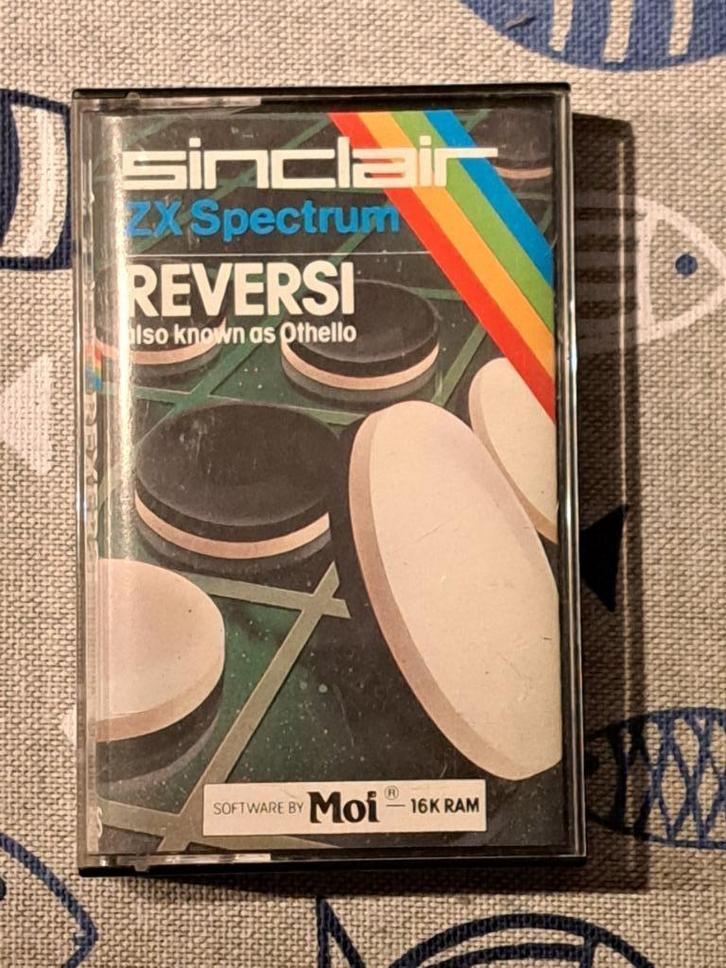 sinclair
ZX Spectrum
REVERSI
also known as Othello
SOFTWARE BY Moi ® — 16K RAM